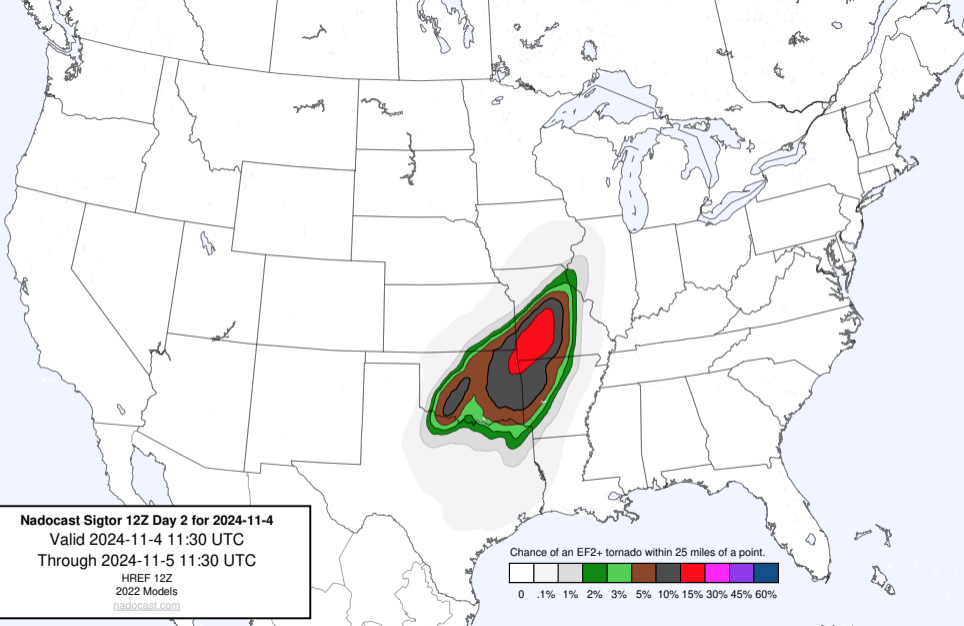 Nadocast Sigtor 12Z Day 2 for 2024-11-4
Valid 2024-11-4 11:30 UTC
Through 2024-11-5 11:30 UTC
HREF 12Z
2022 Models
nadocast.com
Chance of an EF2+ tornado within 25 miles of a point.
0 .1% 1% 2% 3% 5% 10% 15% 30% 45% 60%